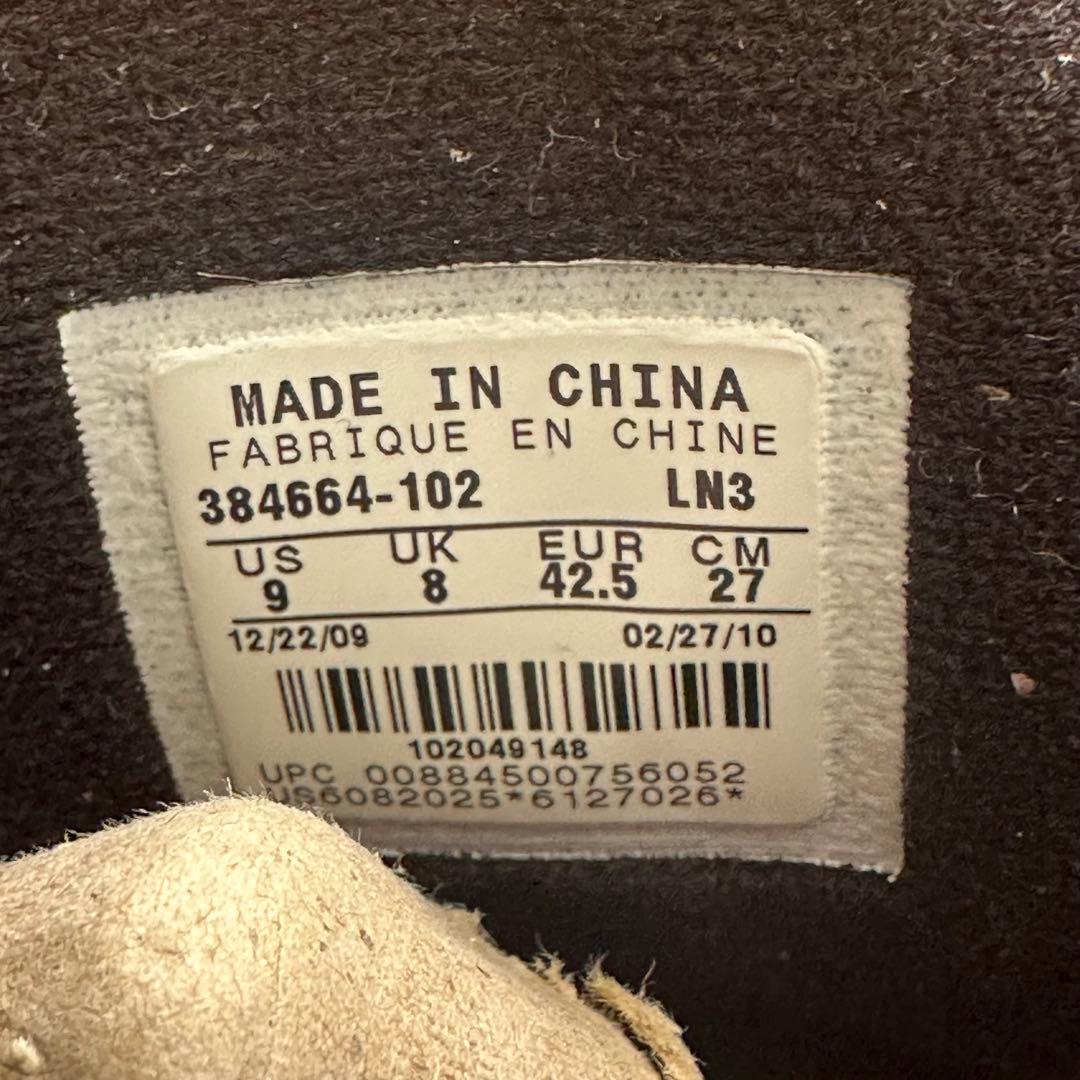 MADE IN CHINA
FABRIQUE EN CHINE
384664-102 LN3
US UK EUR CM
9 8 42.5 27
12/22/09 02/27/10
102049148
UPC 00884500756052
US6082025*6127026*